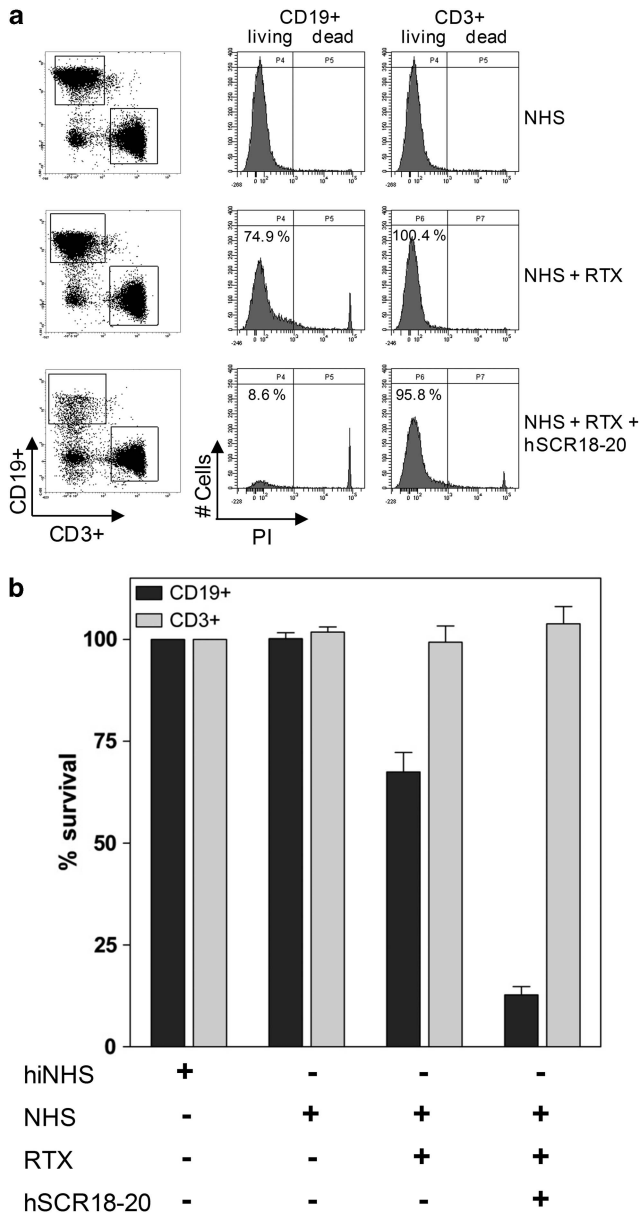 a
CD19+ CD3+
living dead living dead
P4 P5 P4 P5
NHS
P4 P5 P6 P7
74.9 % 100.4 %
NHS + RTX
P4 P5 P6 P7
8.6 % 95.8 %
NHS + RTX +
hSCR18-20
CD19+
CD3+
# Cells
PI
b
CD19+
CD3+
% survival
100
75
50
25
0
hiNHS + - - -
NHS - + + +
RTX - - + +
hSCR18-20 - - - +